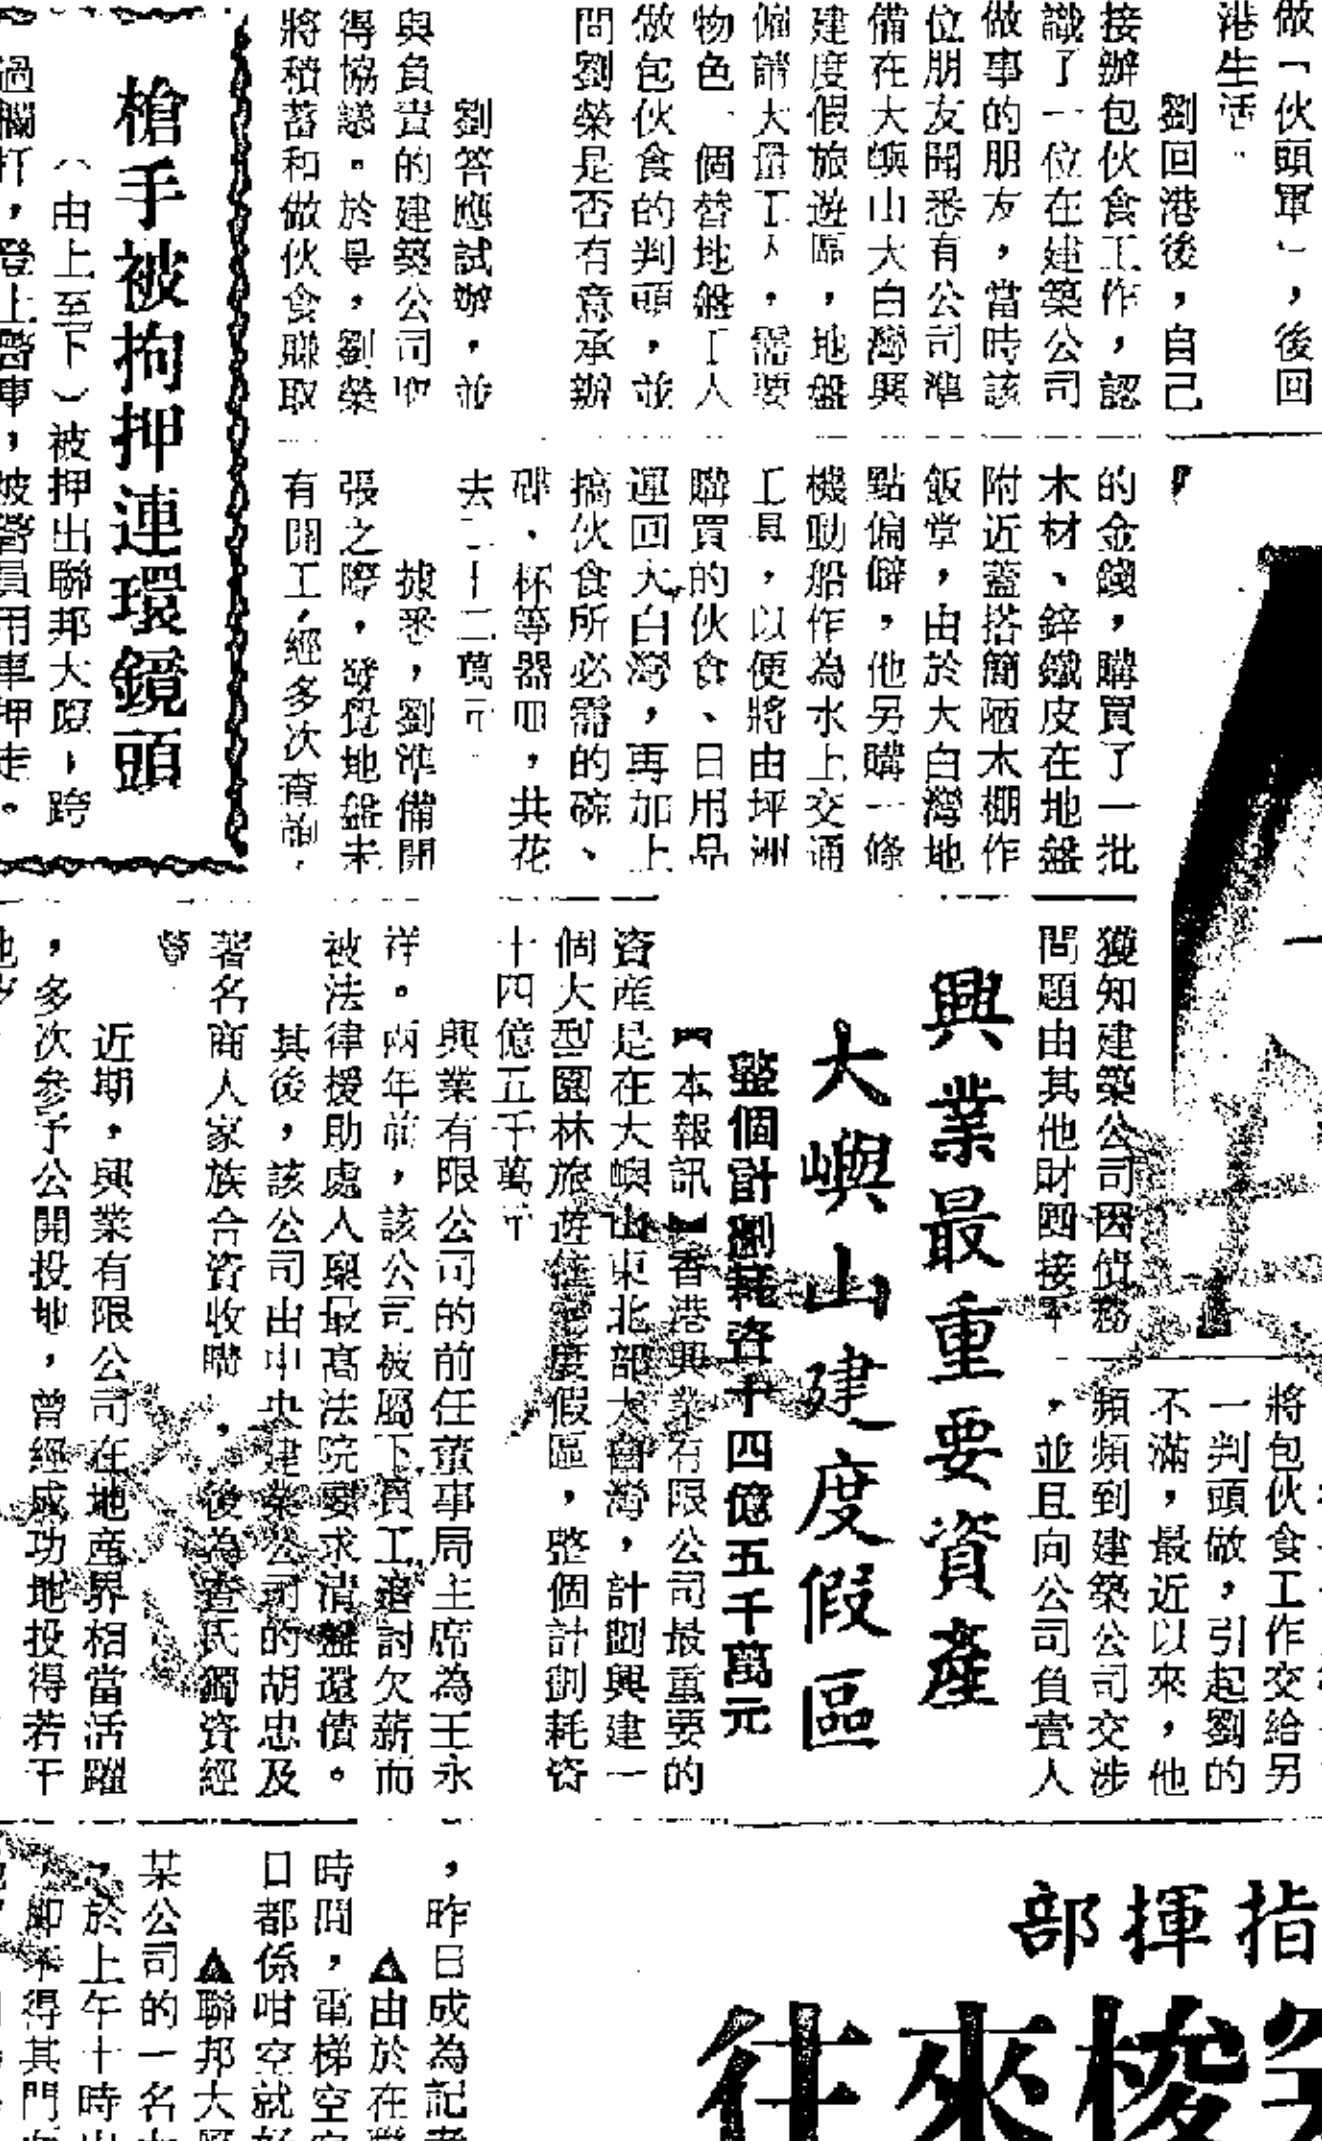 做「伙頭軍」，後回
港生活。
劉回港後，自己
接辦包伙食工作，認
識了一位在建築公司
做事的朋友，當時該
位朋友聞悉有公司準
備在大嶼山大白灣興
建度假旅遊區，地盤
僱請大量工人，需要
物色一個替地盤工人
做包伙食的判頭，並
問劉榮是否有意承辦
劉答應試辦，並
與負責的建築公司取
得協議。於是，劉榮
將積蓄和做伙食賺取
的金錢，購買了一批
木材、鋅鐵皮在地盤
附近蓋搭簡陋木棚作
飯堂，由於大白灣地
點偏僻，他另購一條
機動船作為水上交通
工具，以便將由坪洲
購買的伙食、日用品
運回大白灣，再加上
搞伙食所必需的碗、
碟、杯等器皿，共花
去二十二萬元。
據悉，劉準備開
張之際，發覺地盤未
有開工，經多次查詢，
獲知建築公司因債務
問題由其他財團接手
將包伙食工作交給另
一判頭做，引起劉的
不滿，最近以來，他
頻頻到建築公司交涉
，並且向公司負責人
槍手被拘押連環鏡頭
（由上至下）被押出聯邦大廈，跨
過欄杆，登上警車，被警員用車押走。
興業最重要資產
大嶼山建度假區
整個計劃耗資十四億五千萬元
【本報訊】香港興業有限公司最重要的
資產是在大嶼山東北部大白灣，計劃興建一
個大型園林旅遊住宅度假區，整個計劃耗資
十四億五千萬元
興業有限公司的前任董事局主席為王永
祥。兩年前，該公司被屬下員工追討欠薪而
被法律援助處入稟最高法院要求清盤還債。
其後，該公司由中央建業公司的胡忠及
著名商人家族合資收購，後為查氏獨資經
營。
近期，興業有限公司在地產界相當活躍
，多次參予公開投地，曾經成功地投得若干
指揮部
梭來往
，昨日成為記者
▲由於在
時間，電梯空
日都係咁空就好
▲聯邦大廈
某公司的一名
，於上午十時
，卻不得其門